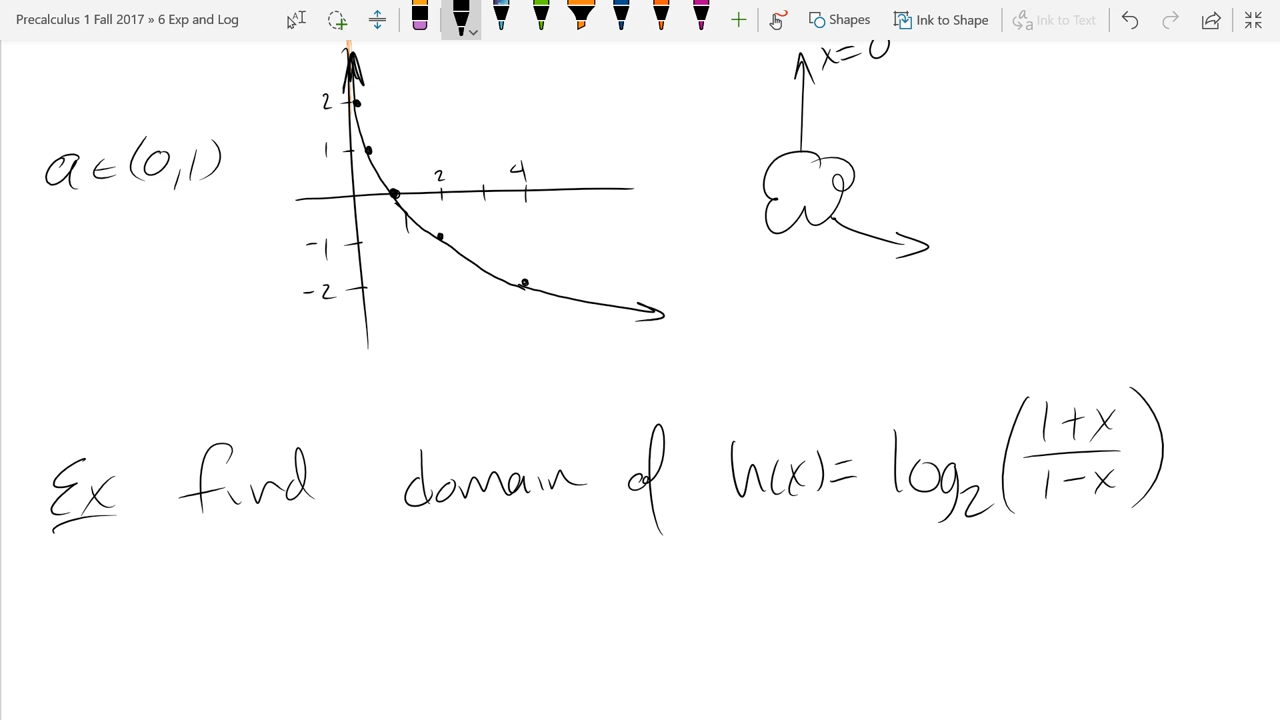 Precalculus 1 Fall 2017 » 6 Exp and Log
Shapes
Ink to Shape
Ink to Text
x=0
2
a ∈ (0,1)
1
2
4
1
-1
-2
Ex find domain of h(x) = log₂((1+x)/(1-x))